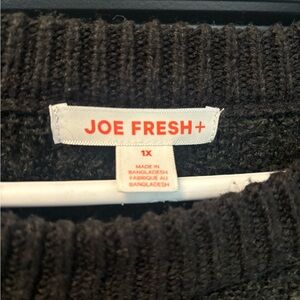 JOE FRESH+
1X
MADE IN
BANGLADESH
FABRIQUÉ AU
BANGLADESH